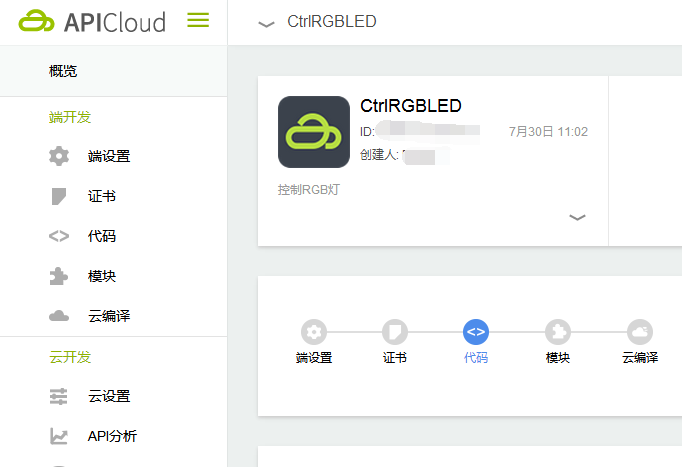 APICloud
CtrlRGBLED
概览
端开发
端设置
证书
代码
模块
云编译
云开发
云设置
API分析
CtrlRGBLED
ID:
7月30日 11:02
创建人:
控制RGB灯
端设置
证书
代码
模块
云编译